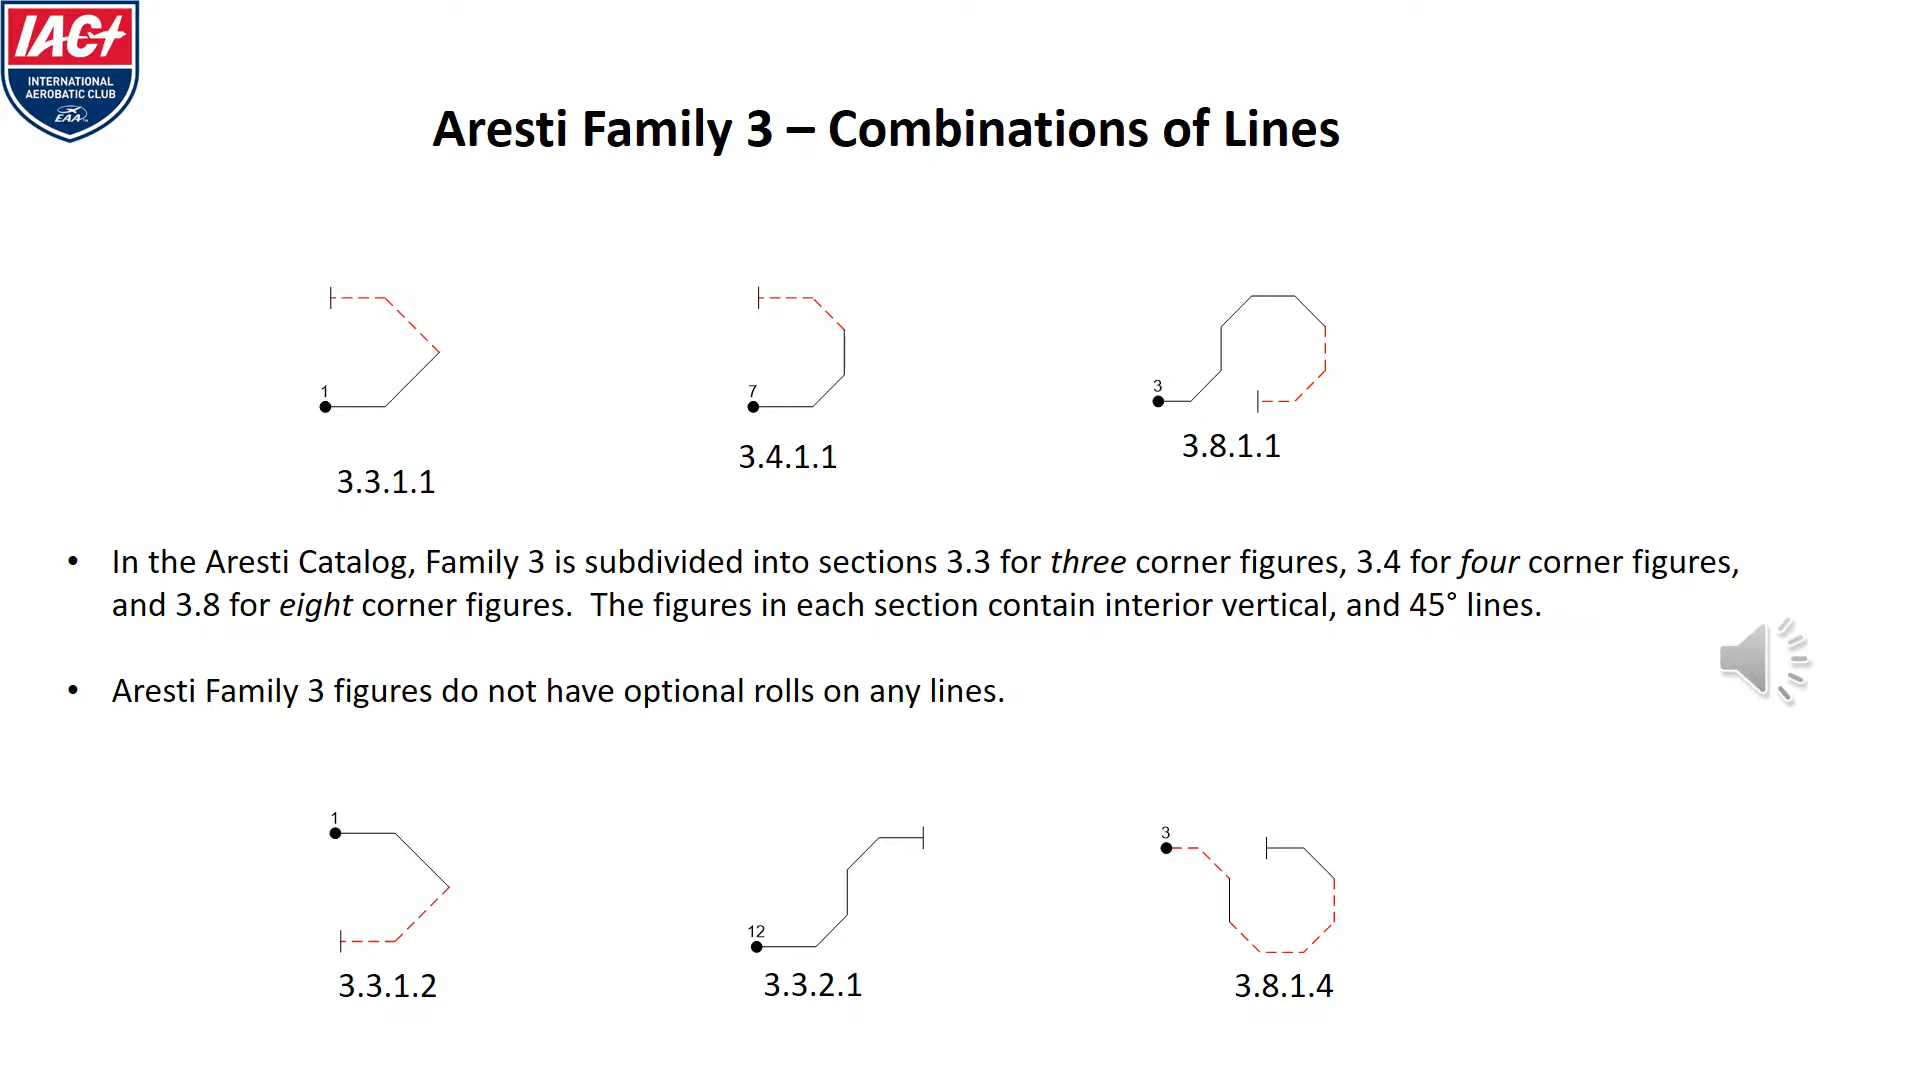 IAC
INTERNATIONAL
AEROBATIC CLUB
EAA
Aresti Family 3 – Combinations of Lines
1
7
3
3.3.1.1
3.4.1.1
3.8.1.1
• In the Aresti Catalog, Family 3 is subdivided into sections 3.3 for three corner figures, 3.4 for four corner figures,
and 3.8 for eight corner figures.  The figures in each section contain interior vertical, and 45° lines.
• Aresti Family 3 figures do not have optional rolls on any lines.
1
12
3
3.3.1.2
3.3.2.1
3.8.1.4